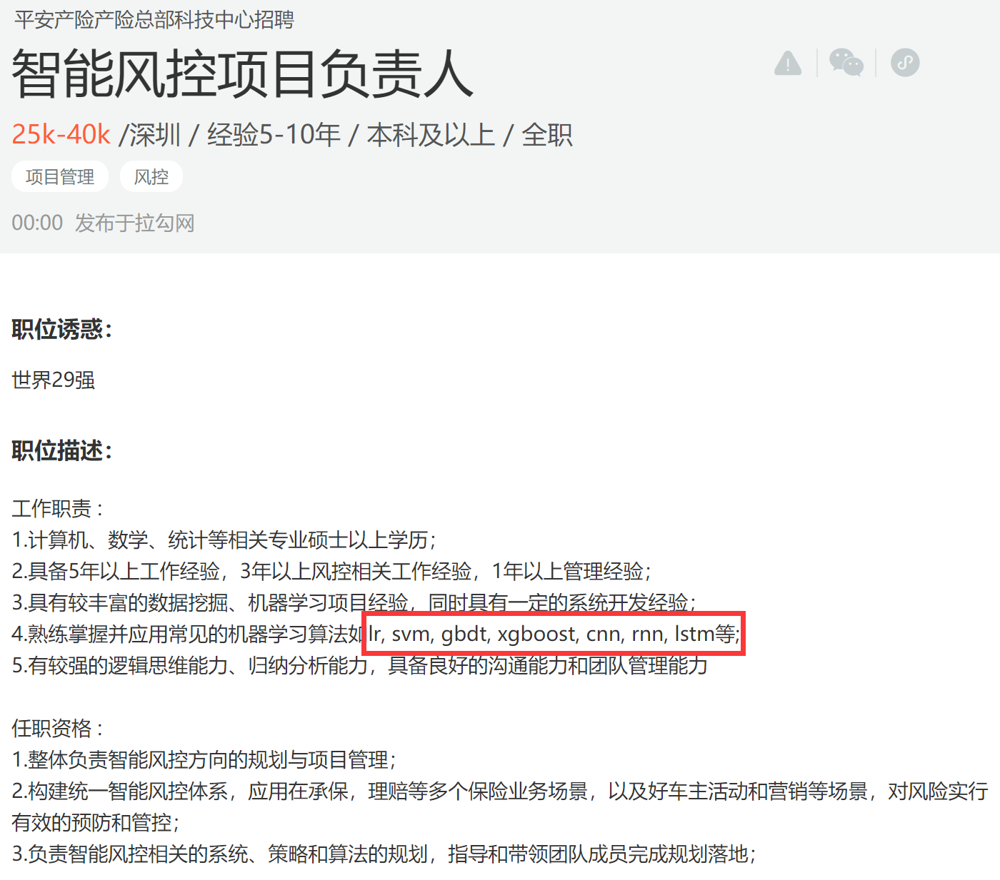 平安产险产险总部科技中心招聘
智能风控项目负责人
25k-40k /深圳 / 经验5-10年 / 本科及以上 / 全职
项目管理 风控
00:00 发布于拉勾网
职位诱惑：
世界29强
职位描述：
工作职责：
1.计算机、数学、统计等相关专业硕士以上学历；
2.具备5年以上工作经验，3年以上风控相关工作经验，1年以上管理经验；
3.具有较丰富的数据挖掘、机器学习项目经验，同时具有一定的系统开发经验；
4.熟练掌握并应用常见的机器学习算法如lr, svm, gbdt, xgboost, cnn, rnn, lstm等;
5.有较强的逻辑思维能力、归纳分析能力，具备良好的沟通能力和团队管理能力
任职资格：
1.整体负责智能风控方向的规划与项目管理；
2.构建统一智能风控体系，应用在承保，理赔等多个保险业务场景，以及好车主活动和营销等场景，对风险实行
有效的预防和管控；
3.负责智能风控相关的系统、策略和算法的规划，指导和带领团队成员完成规划落地；